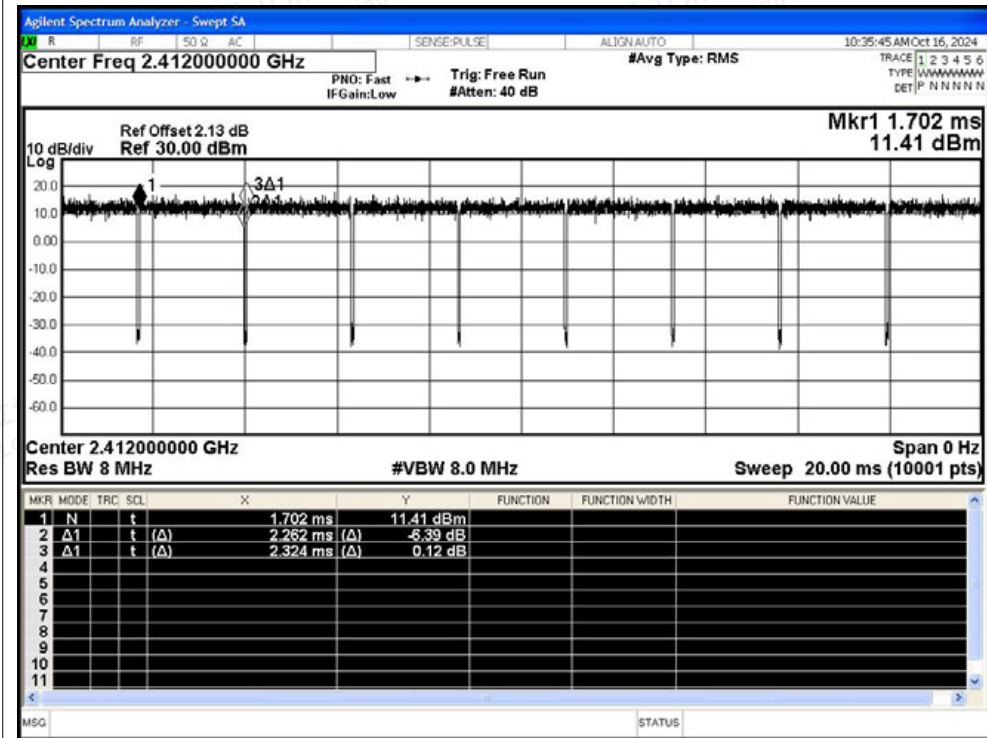 Agilent Spectrum Analyzer - Swept SA
R RF 50 Ω AC SENSE:PULSE ALIGN AUTO 10:35:45 AM Oct 16, 2024
Center Freq 2.412000000 GHz
PNO: Fast
IFGain:Low
Trig: Free Run
#Atten: 40 dB
#Avg Type: RMS
TRACE 1 2 3 4 5 6
TYPE WWWWWWW
DET P N N N N N
Mkr1 1.702 ms
11.41 dBm
Ref Offset 2.13 dB
10 dB/div Ref 30.00 dBm
Log
20.0
10.0
0.00
-10.0
-20.0
-30.0
-40.0
-50.0
-60.0
1
3Δ1
2Δ1
Center 2.412000000 GHz Span 0 Hz
Res BW 8 MHz #VBW 8.0 MHz Sweep 20.00 ms (10001 pts)
MKR MODE TRC SCL X Y FUNCTION FUNCTION WIDTH FUNCTION VALUE
1 N t 1.702 ms 11.41 dBm
2 Δ1 t (Δ) 2.262 ms (Δ) -6.39 dB
3 Δ1 t (Δ) 2.324 ms (Δ) 0.12 dB
4
5
6
7
8
9
10
11
MSG STATUS